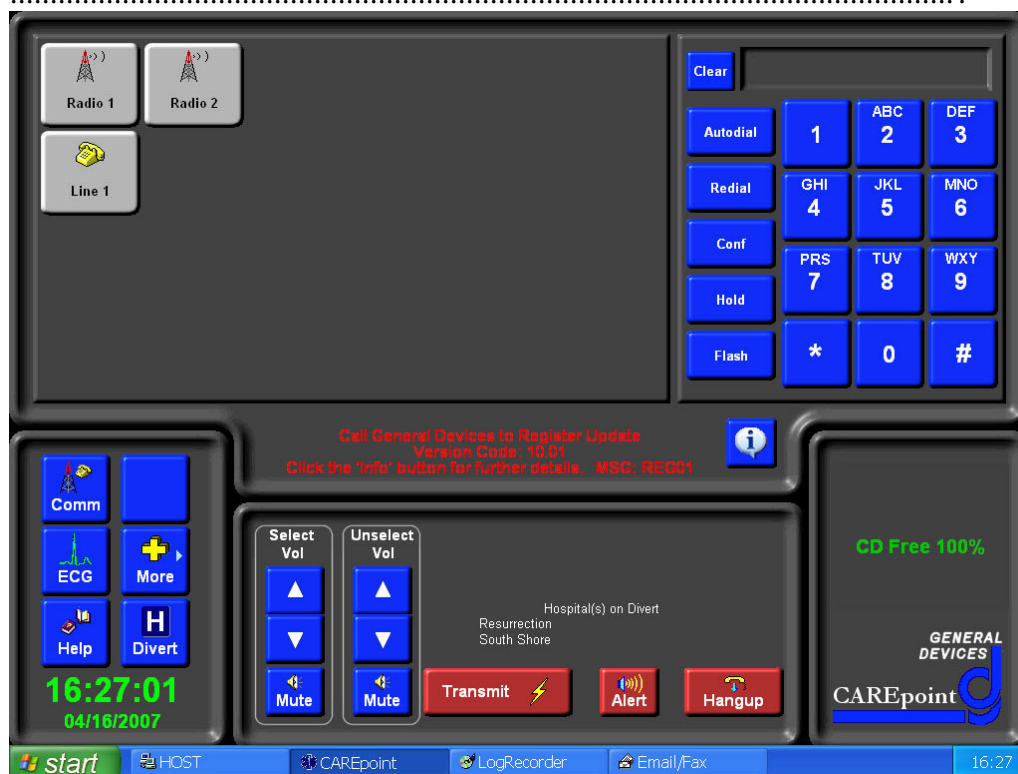 Radio 1
Radio 2
Line 1
Clear
Autodial
Redial
Conf
Hold
Flash
1
ABC
2
DEF
3
GHI
4
JKL
5
MNO
6
PRS
7
TUV
8
WXY
9
*
0
#
Call General Devices to Register Update
Version Code: 10.01
Click the 'Info' button for further details. MSG: REG01
Comm
ECG
More
Help
H
Divert
16:27:01
04/16/2007
Select
Vol
Mute
Unselect
Vol
Mute
Hospital(s) on Divert
Resurrection
South Shore
Transmit
Alert
Hangup
CD Free 100%
GENERAL
DEVICES
CAREpoint
start
HOST
CAREpoint
LogRecorder
Email/Fax
16:27